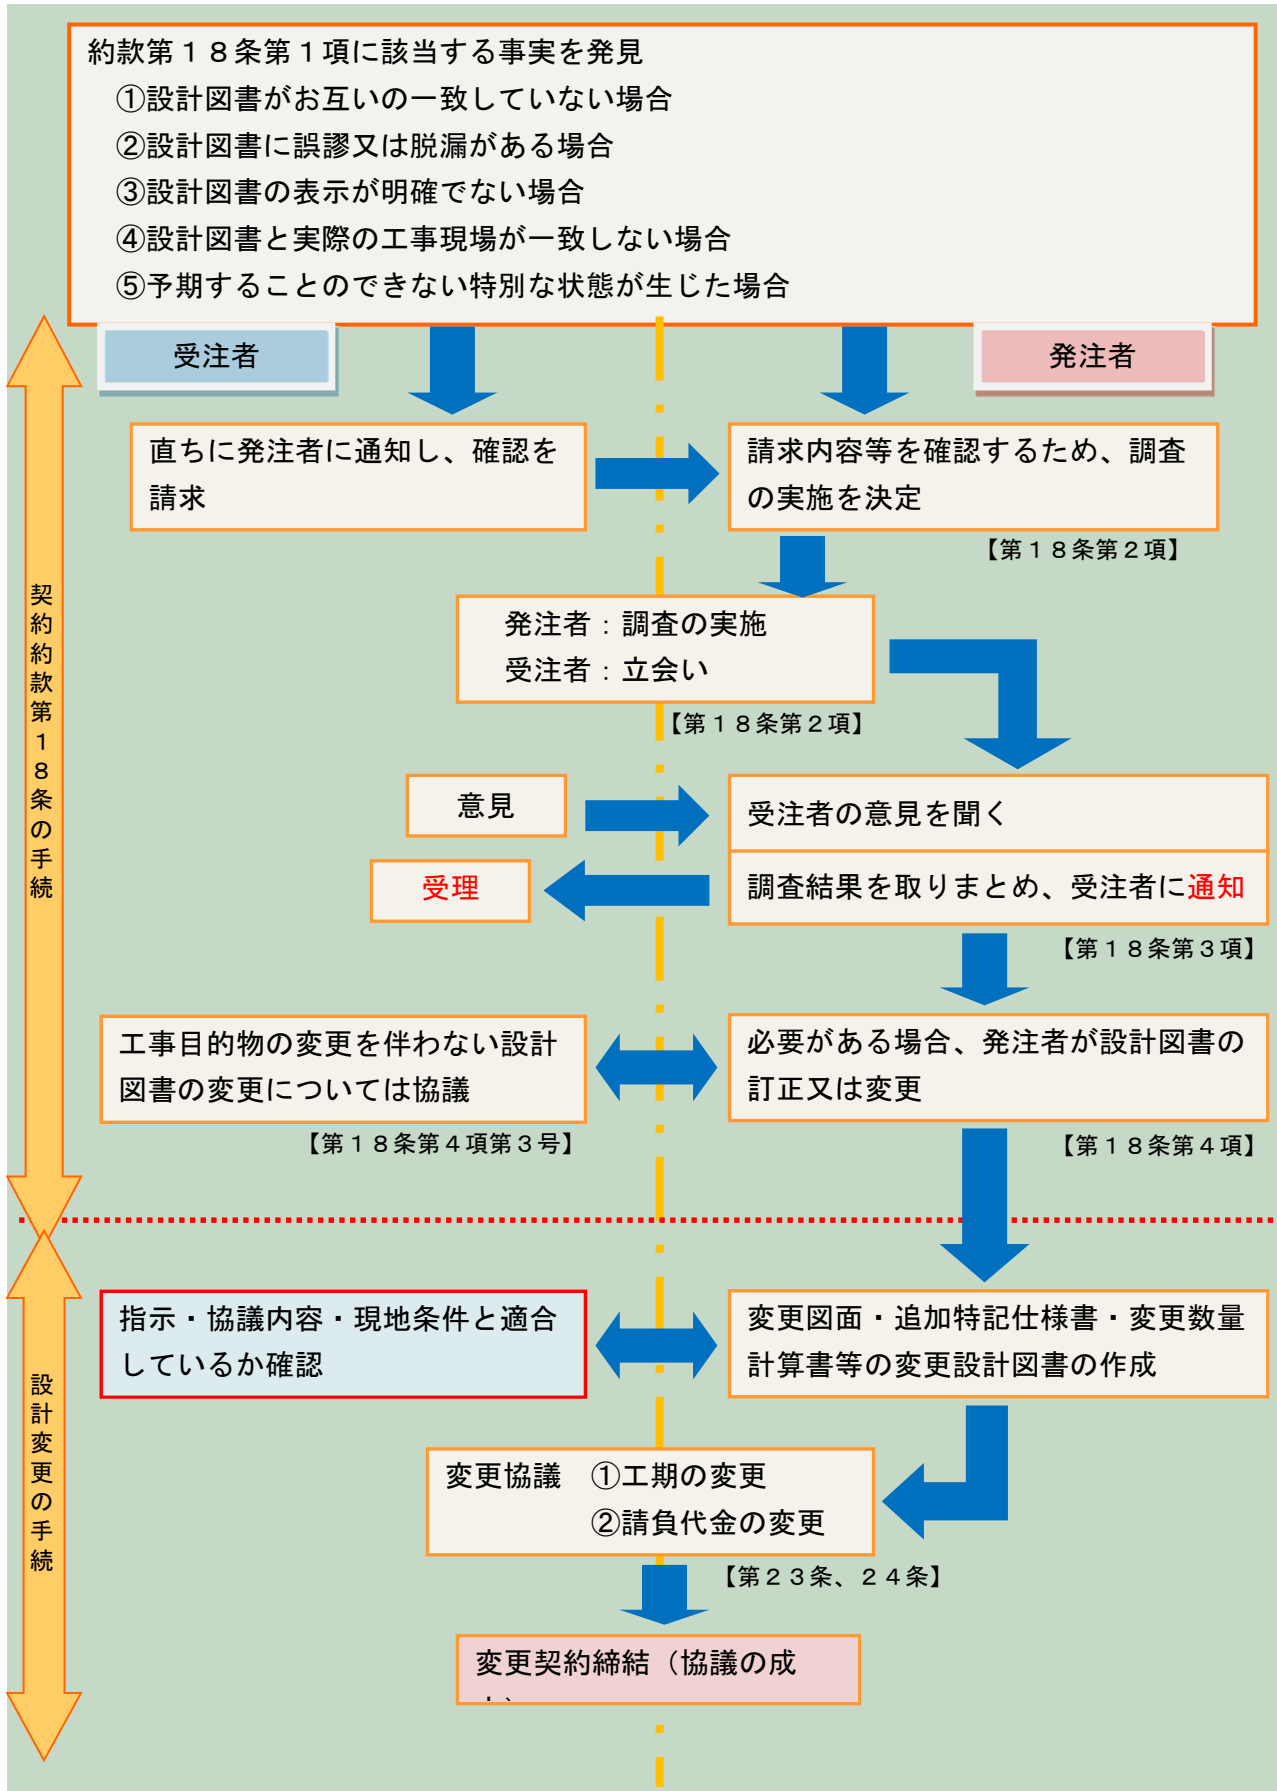 約款第１８条第１項に該当する事実を発見
①設計図書がお互いの一致していない場合
②設計図書に誤謬又は脱漏がある場合
③設計図書の表示が明確でない場合
④設計図書と実際の工事現場が一致しない場合
⑤予期することのできない特別な状態が生じた場合
受注者
発注者
直ちに発注者に通知し、確認を
請求
請求内容等を確認するため、調査
の実施を決定
【第１８条第２項】
発注者：調査の実施
受注者：立会い
【第１８条第２項】
契約約款第１８条の手続
意見
受注者の意見を聞く
受理
調査結果を取りまとめ、受注者に通知
【第１８条第３項】
工事目的物の変更を伴わない設計
図書の変更については協議
【第１８条第４項第３号】
必要がある場合、発注者が設計図書の
訂正又は変更
【第１８条第４項】
設計変更の手続
指示・協議内容・現地条件と適合
しているか確認
変更図面・追加特記仕様書・変更数量
計算書等の変更設計図書の作成
変更協議　①工期の変更
②請負代金の変更
【第２３条、２４条】
変更契約締結（協議の成